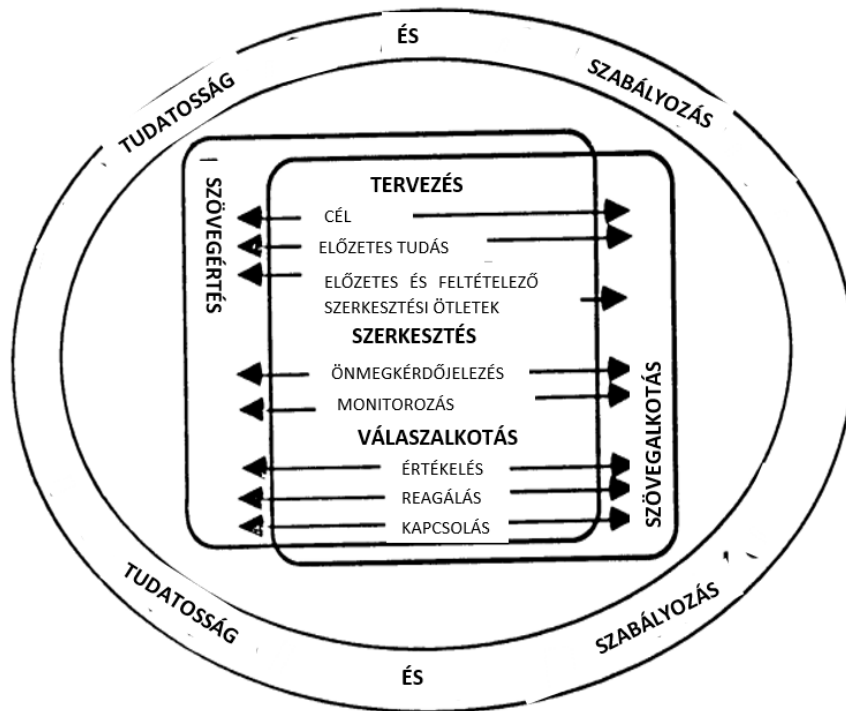 ÉS
TUDATOSSÁG
SZABÁLYOZÁS
SZÖVEGÉRTÉS
TERVEZÉS
CÉL
ELŐZETES TUDÁS
ELŐZETES ÉS FELTÉTELEZŐ
SZERKESZTÉSI ÖTLETEK
SZERKESZTÉS
ÖNMEGKÉRDŐJELEZÉS
MONITOROZÁS
VÁLASZALKOTÁS
ÉRTÉKELÉS
REAGÁLÁS
KAPCSOLÁS
SZÖVEGALKOTÁS
TUDATOSSÁG
SZABÁLYOZÁS
ÉS